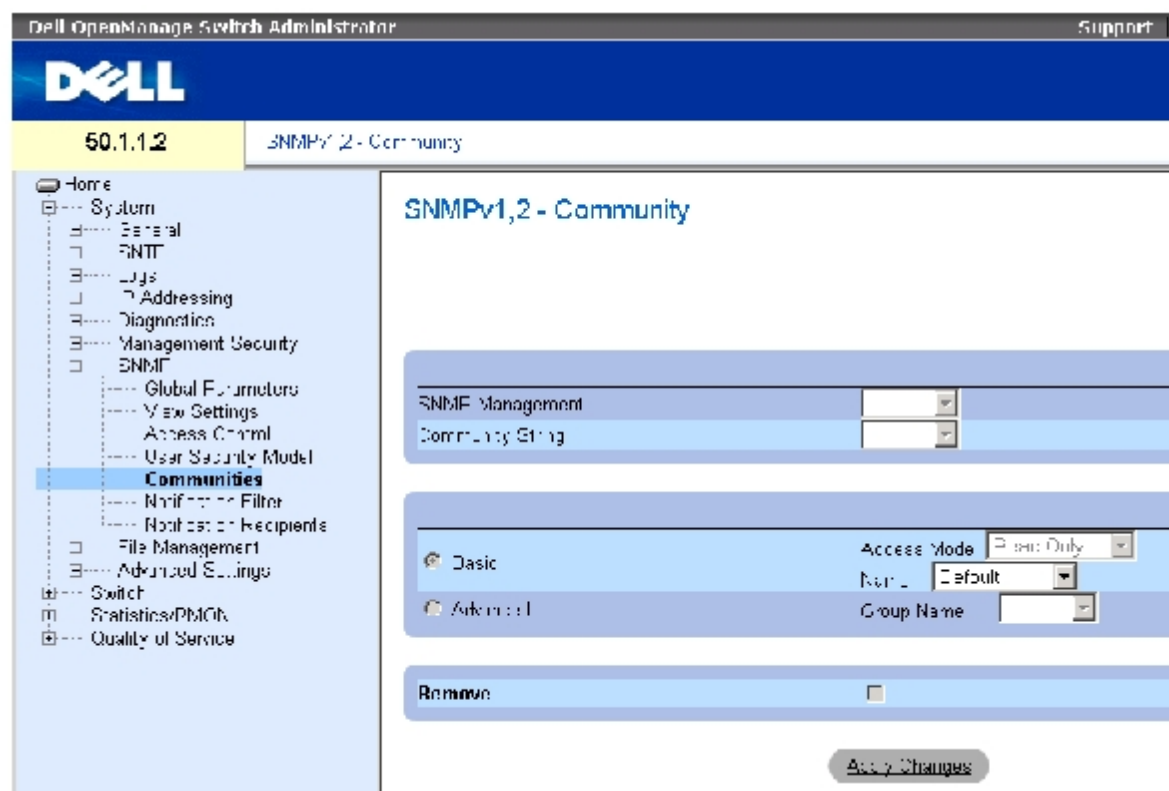 Dell OpenManage Switch Administrator
Support
DELL
50.1.1.2
SNMPv1,2 - Community
Home
System
General
SNTP
Logs
IP Addressing
Diagnostics
Management Security
SNMP
Global Parameters
View Settings
Access Control
User Security Model
Communities
Notification Filter
Notification Recipients
File Management
Advanced Settings
Switch
Statistics/RMON
Quality of Service
SNMPv1,2 - Community
SNMP Management
Community String
Basic
Access Mode Read Only
Name Default
Advanced
Group Name
Remove
Apply Changes